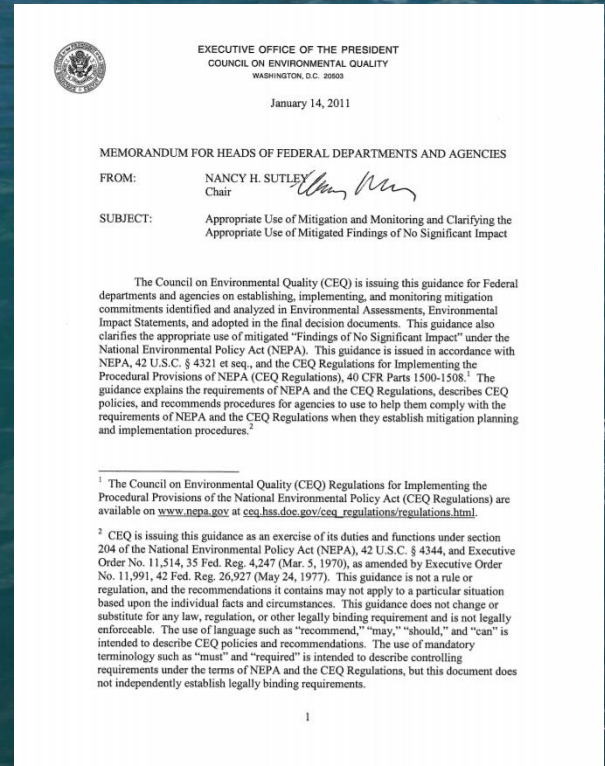 EXECUTIVE OFFICE OF THE PRESIDENT
COUNCIL ON ENVIRONMENTAL QUALITY
WASHINGTON, D.C. 20503
January 14, 2011
MEMORANDUM FOR HEADS OF FEDERAL DEPARTMENTS AND AGENCIES
FROM: NANCY H. SUTLEY
Chair
SUBJECT: Appropriate Use of Mitigation and Monitoring and Clarifying the
Appropriate Use of Mitigated Findings of No Significant Impact
The Council on Environmental Quality (CEQ) is issuing this guidance for Federal
departments and agencies on establishing, implementing, and monitoring mitigation
commitments identified and analyzed in Environmental Assessments, Environmental
Impact Statements, and adopted in the final decision documents. This guidance also
clarifies the appropriate use of mitigated “Findings of No Significant Impact” under the
National Environmental Policy Act (NEPA). This guidance is issued in accordance with
NEPA, 42 U.S.C. § 4321 et seq., and the CEQ Regulations for Implementing the
Procedural Provisions of NEPA (CEQ Regulations), 40 CFR Parts 1500-1508.¹ The
guidance explains the requirements of NEPA and the CEQ Regulations, describes CEQ
policies, and recommends procedures for agencies to use to help them comply with the
requirements of NEPA and the CEQ Regulations when they establish mitigation planning
and implementation procedures.²
¹ The Council on Environmental Quality (CEQ) Regulations for Implementing the
Procedural Provisions of the National Environmental Policy Act (CEQ Regulations) are
available on www.nepa.gov at ceq.hss.doe.gov/ceq_regulations/regulations.html.
² CEQ is issuing this guidance as an exercise of its duties and functions under section
204 of the National Environmental Policy Act (NEPA), 42 U.S.C. § 4344, and Executive
Order No. 11,514, 35 Fed. Reg. 4,247 (Mar. 5, 1970), as amended by Executive Order
No. 11,991, 42 Fed. Reg. 26,927 (May 24, 1977). This guidance is not a rule or
regulation, and the recommendations it contains may not apply to a particular situation
based upon the individual facts and circumstances. This guidance does not change or
substitute for any law, regulation, or other legally binding requirement and is not legally
enforceable. The use of language such as “recommend,” “may,” “should,” and “can” is
intended to describe CEQ policies and recommendations. The use of mandatory
terminology such as “must” and “required” is intended to describe controlling
requirements under the terms of NEPA and the CEQ Regulations, but this document does
not independently establish legally binding requirements.
1